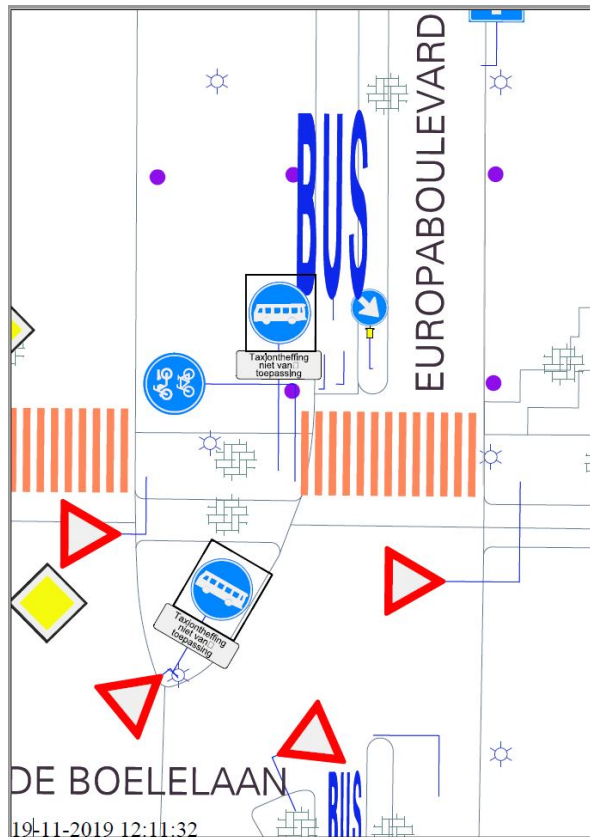 EUROPABOULEVARD
BUS
Taxiontheffing
niet van
toepassing
Taxiontheffing
niet van
toepassing
DE BOELELAAN
BUS
19-11-2019 12:11:32